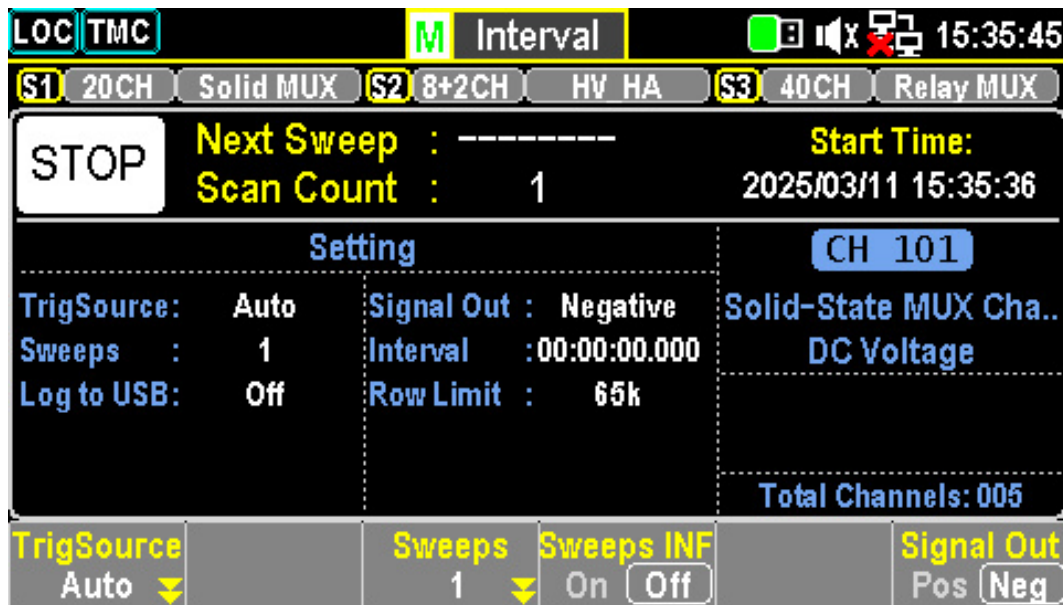 LOC TMC M Interval x 15:35:45
S1 20CH Solid MUX S2 8+2CH HV_HA S3 40CH Relay MUX
STOP Next Sweep : -------- Start Time:
Scan Count : 1 2025/03/11 15:35:36
Setting CH 101
TrigSource: Auto Signal Out : Negative Solid-State MUX Cha..
Sweeps : 1 Interval :00:00:00.000 DC Voltage
Log to USB: Off Row Limit : 65k
Total Channels: 005
TrigSource Sweeps Sweeps INF Signal Out
Auto 1 On Off Pos Neg